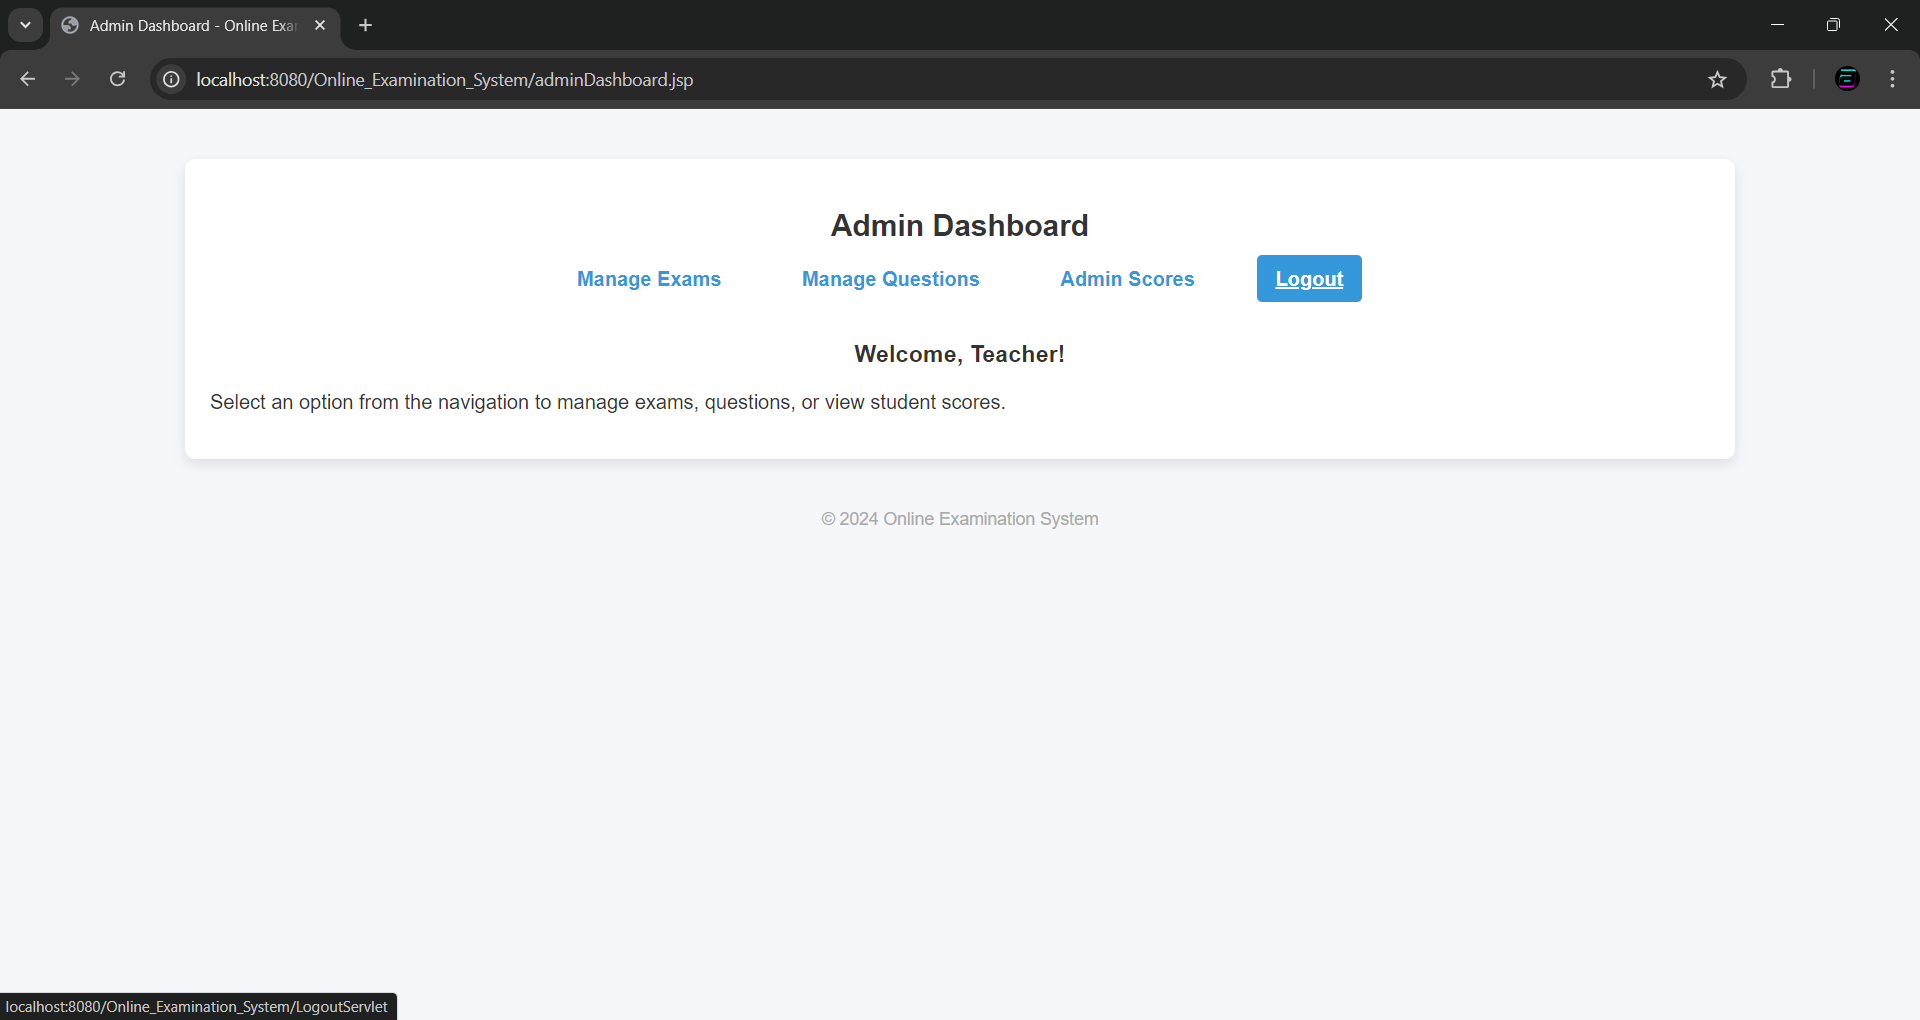 Admin Dashboard - Online Exa
localhost:8080/Online_Examination_System/adminDashboard.jsp
Admin Dashboard
Manage Exams Manage Questions Admin Scores Logout
Welcome, Teacher!
Select an option from the navigation to manage exams, questions, or view student scores.
© 2024 Online Examination System
localhost:8080/Online_Examination_System/LogoutServlet